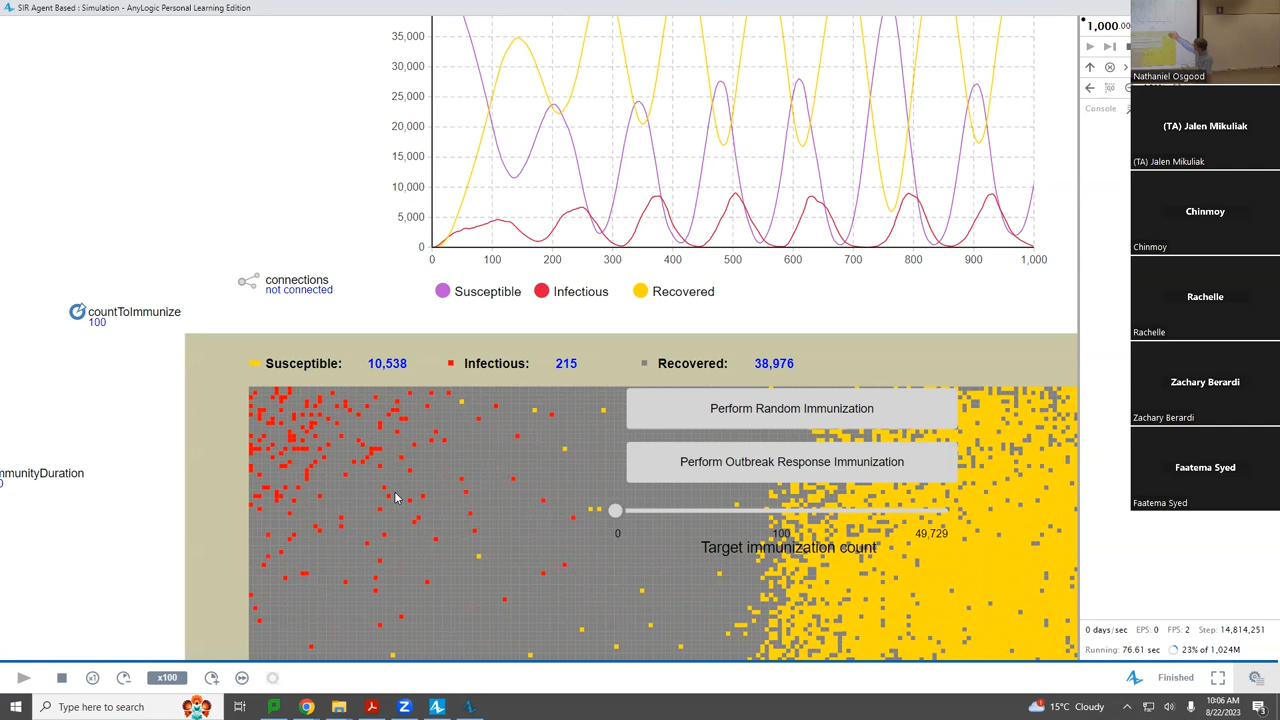 SIR Agent Based : Simulation - AnyLogic Personal Learning Edition
35,000
30,000
25,000
20,000
15,000
10,000
5,000
0
0 100 200 300 400 500 600 700 800 900 1,000
Susceptible Infectious Recovered
connections
not connected
countToImmunize
100
Susceptible: 10,538 Infectious: 215 Recovered: 38,976
Perform Random Immunization
Perform Outbreak Response Immunization
0 100 49,729
Target immunization count
mmunityDuration
0
1,000.00
Console
Nathaniel Osgood
(TA) Jalen Mikuliak
(TA) Jalen Mikuliak
Chinmoy
Chinmoy
Rachelle
Rachelle
Zachary Berardi
Zachary Berardi
Faatema Syed
Faatema Syed
0 days/sec EPS: 0 FPS: 2 Step: 14,814,251
Running: 76.61 sec 23% of 1,024M
x100
Finished
Type here to search
15°C Cloudy
10:06 AM
8/22/2023
3